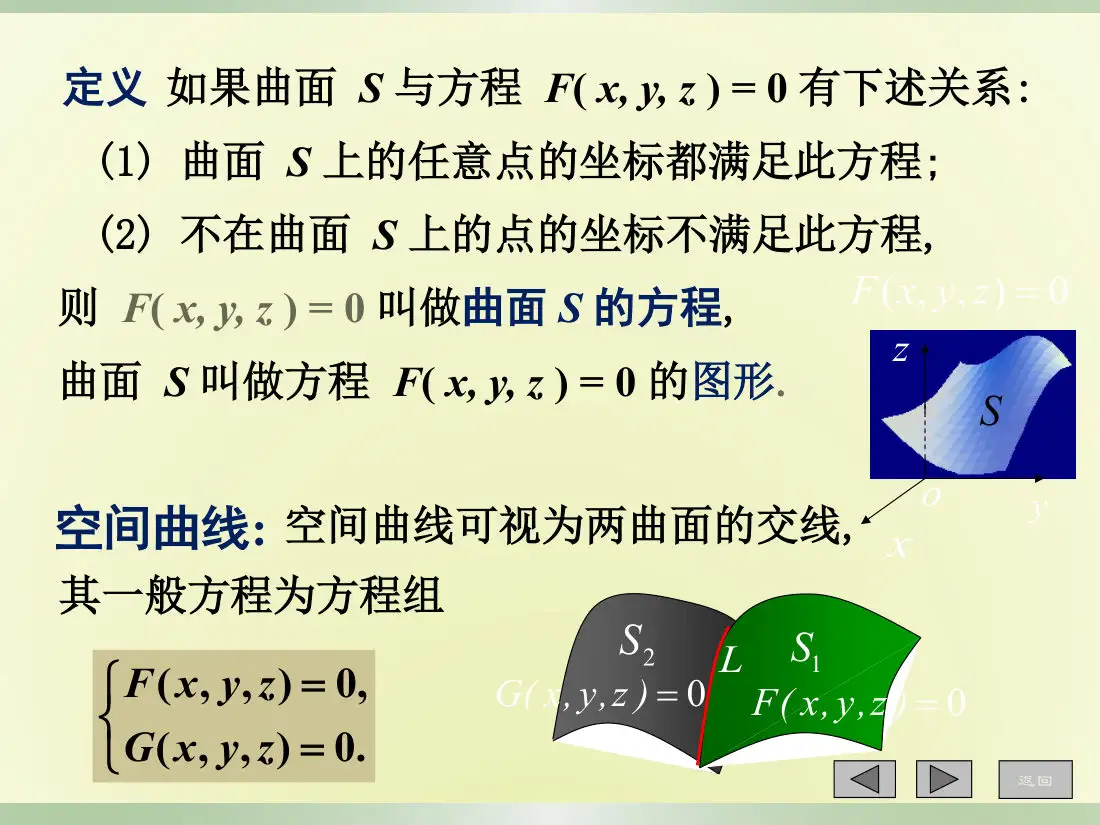 定义 如果曲面 S 与方程 F( x, y, z ) = 0 有下述关系:
(1) 曲面 S 上的任意点的坐标都满足此方程;
(2) 不在曲面 S 上的点的坐标不满足此方程,
则 F( x, y, z ) = 0 叫做曲面 S 的方程,
曲面 S 叫做方程 F( x, y, z ) = 0 的图形.
F(x, y, z) = 0
z
S
o
y
x
空间曲线: 空间曲线可视为两曲面的交线,
其一般方程为方程组
F(x, y, z) = 0,
G(x, y, z) = 0.
S₂
L
S₁
G( x, y, z ) = 0
F( x, y, z ) = 0
返回